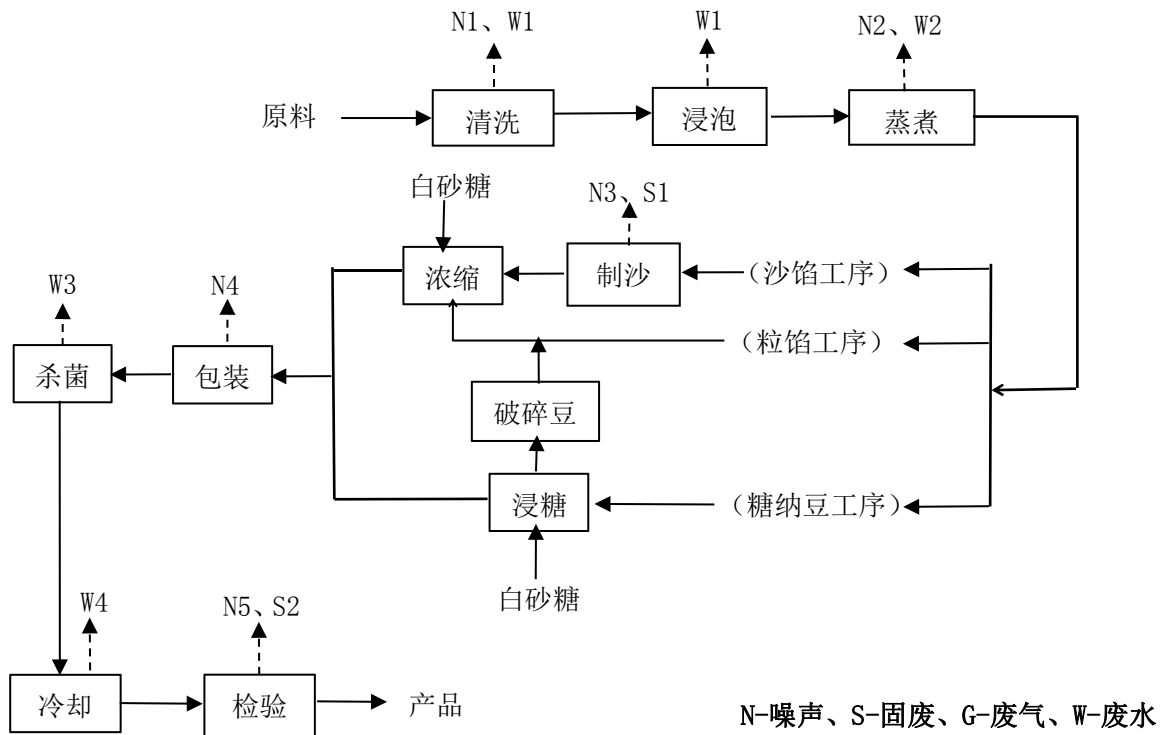 N1、W1
W1
N2、W2
原料
清洗
浸泡
蒸煮
白砂糖
N3、S1
浓缩
制沙
（沙馅工序）
W3
N4
（粒馅工序）
杀菌
包装
破碎豆
浸糖
（糖纳豆工序）
白砂糖
W4
N5、S2
冷却
检验
产品
N-噪声、S-固废、G-废气、W-废水